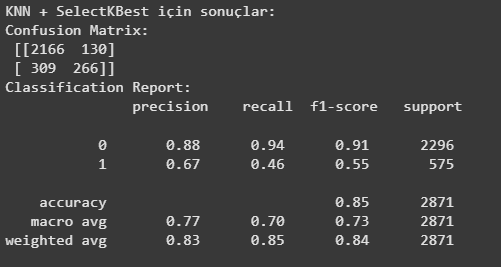 KNN + SelectKBest için sonuçlar:
Confusion Matrix:
[[2166 130]
[ 309 266]]
Classification Report:
precision recall f1-score support
0 0.88 0.94 0.91 2296
1 0.67 0.46 0.55 575
accuracy 0.85 2871
macro avg 0.77 0.70 0.73 2871
weighted avg 0.83 0.85 0.84 2871